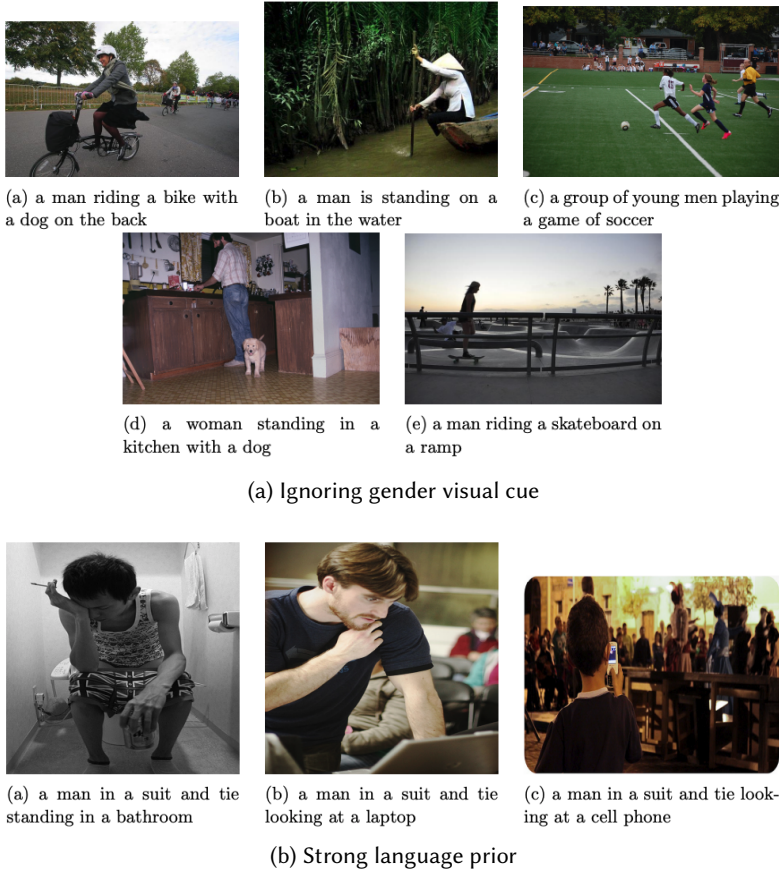 (a) a man riding a bike with
a dog on the back
(b) a man is standing on a
boat in the water
(c) a group of young men playing
a game of soccer
(d) a woman standing in a
kitchen with a dog
(e) a man riding a skateboard on
a ramp
(a) Ignoring gender visual cue
(a) a man in a suit and tie
standing in a bathroom
(b) a man in a suit and tie
looking at a laptop
(c) a man in a suit and tie look-
ing at a cell phone
(b) Strong language prior